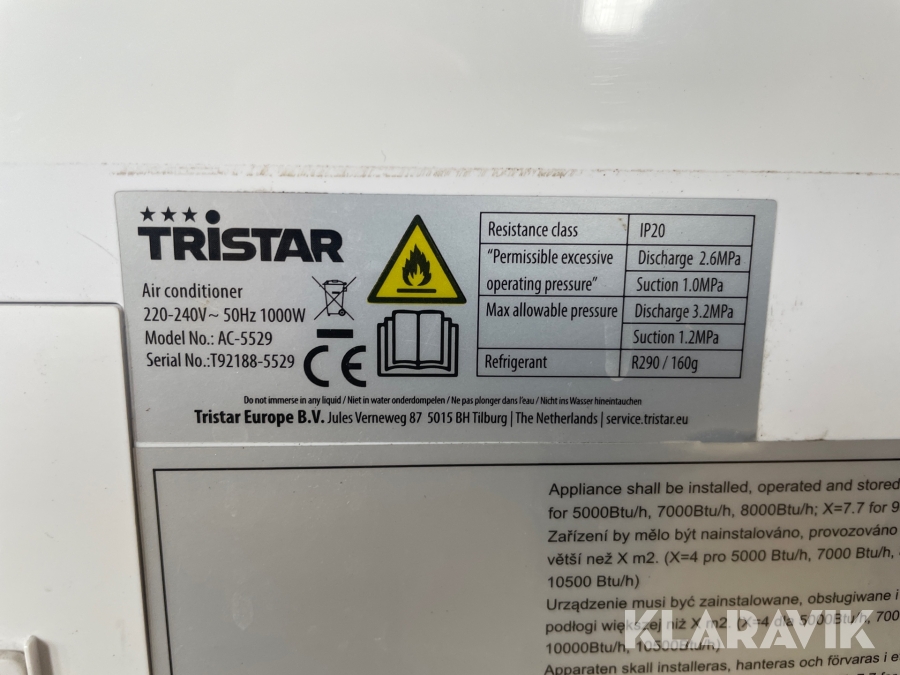 TRISTAR
Air conditioner
220-240V~ 50Hz 1000W
Model No.: AC-5529
Serial No.:T92188-5529
CE
Resistance class IP20
"Permissible excessive operating pressure" Discharge 2.6MPa
Suction 1.0MPa
Max allowable pressure Discharge 3.2MPa
Suction 1.2MPa
Refrigerant R290 / 160g
Do not immerse in any liquid / Niet in water onderdompelen / Ne pas plonger dans l'eau / Nicht ins Wasser hineintauchen
Tristar Europe B.V. Jules Verneweg 87 5015 BH Tilburg | The Netherlands | service.tristar.eu
Appliance shall be installed, operated and stored
for 5000Btu/h, 7000Btu/h, 8000Btu/h; X=7.7 for 9
Zařízení by mělo být nainstalováno, provozováno
větší než X m2. (X=4 pro 5000 Btu/h, 7000 Btu/h,
10500 Btu/h)
Urządzenie musi być zainstalowane, obsługiwane i
podłogi większej niż X m2. (X=4 dla 5000Btu/h, 700
10000Btu/h, 10500Btu/h)
Apparaten skall installeras, hanteras och förvaras i e
KLARAVIK